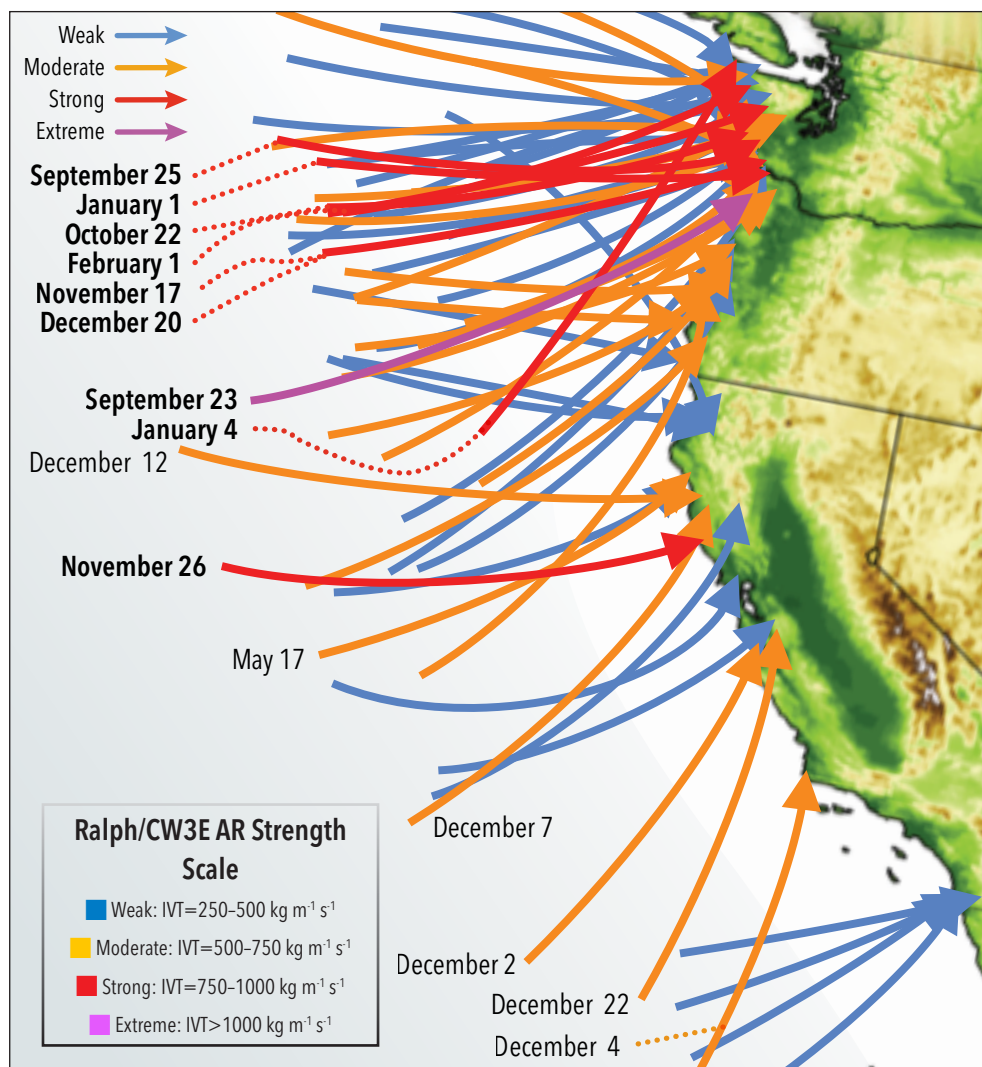 Weak
Moderate
Strong
Extreme
September 25
January 1
October 22
February 1
November 17
December 20
September 23
January 4
December 12
November 26
May 17
December 7
December 2
December 22
December 4
Ralph/CW3E AR Strength
Scale
Weak: IVT=250–500 kg m⁻¹ s⁻¹
Moderate: IVT=500–750 kg m⁻¹ s⁻¹
Strong: IVT=750–1000 kg m⁻¹ s⁻¹
Extreme: IVT>1000 kg m⁻¹ s⁻¹